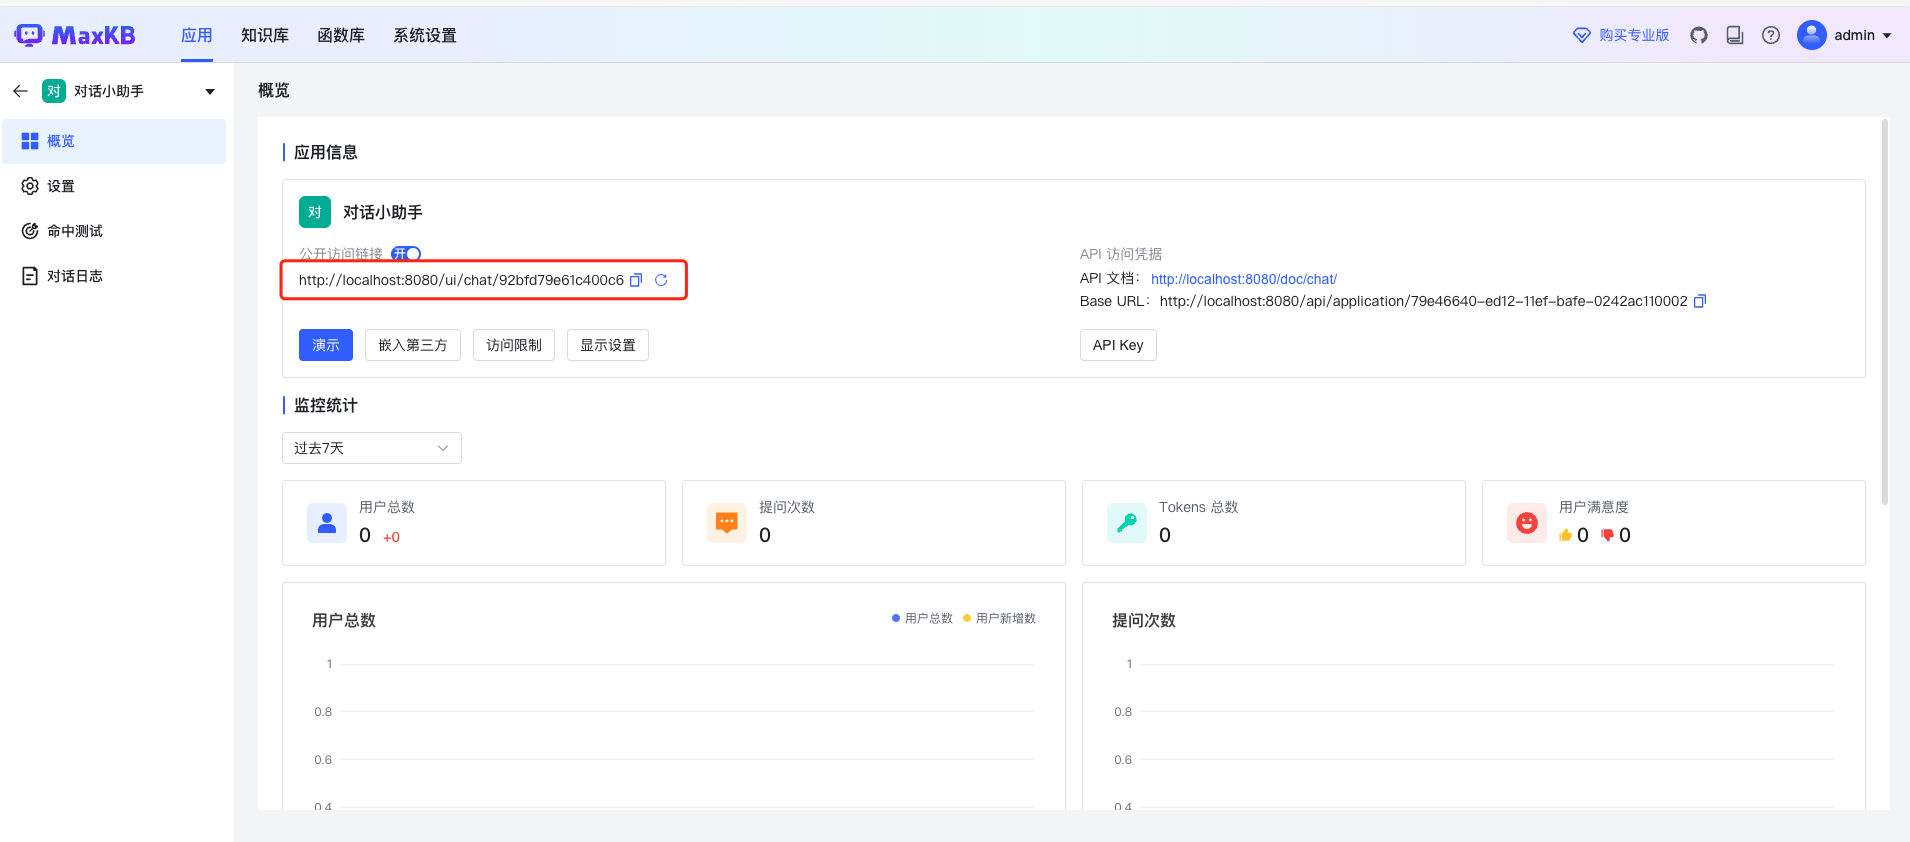 MaxKB 应用 知识库 函数库 系统设置 购买专业版 admin
对 对话小助手
概览
设置
命中测试
对话日志
概览
应用信息
对 对话小助手
公开访问链接 开
http://localhost:8080/ui/chat/92bfd79e61c400c6
演示 嵌入第三方 访问限制 显示设置
API 访问凭据
API 文档： http://localhost:8080/doc/chat/
Base URL： http://localhost:8080/api/application/79e46640-ed12-11ef-bafe-0242ac110002
API Key
监控统计
过去7天
用户总数
0 +0
提问次数
0
Tokens 总数
0
用户满意度
0 0
用户总数
用户总数 用户新增数
1
0.8
0.6
0.4
提问次数
1
0.8
0.6
0.4